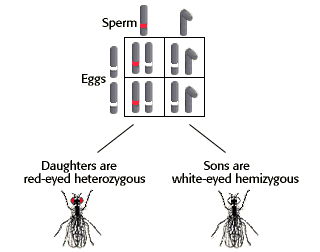 Sperm
Eggs
Daughters are
red-eyed heterozygous
Sons are
white-eyed hemizygous